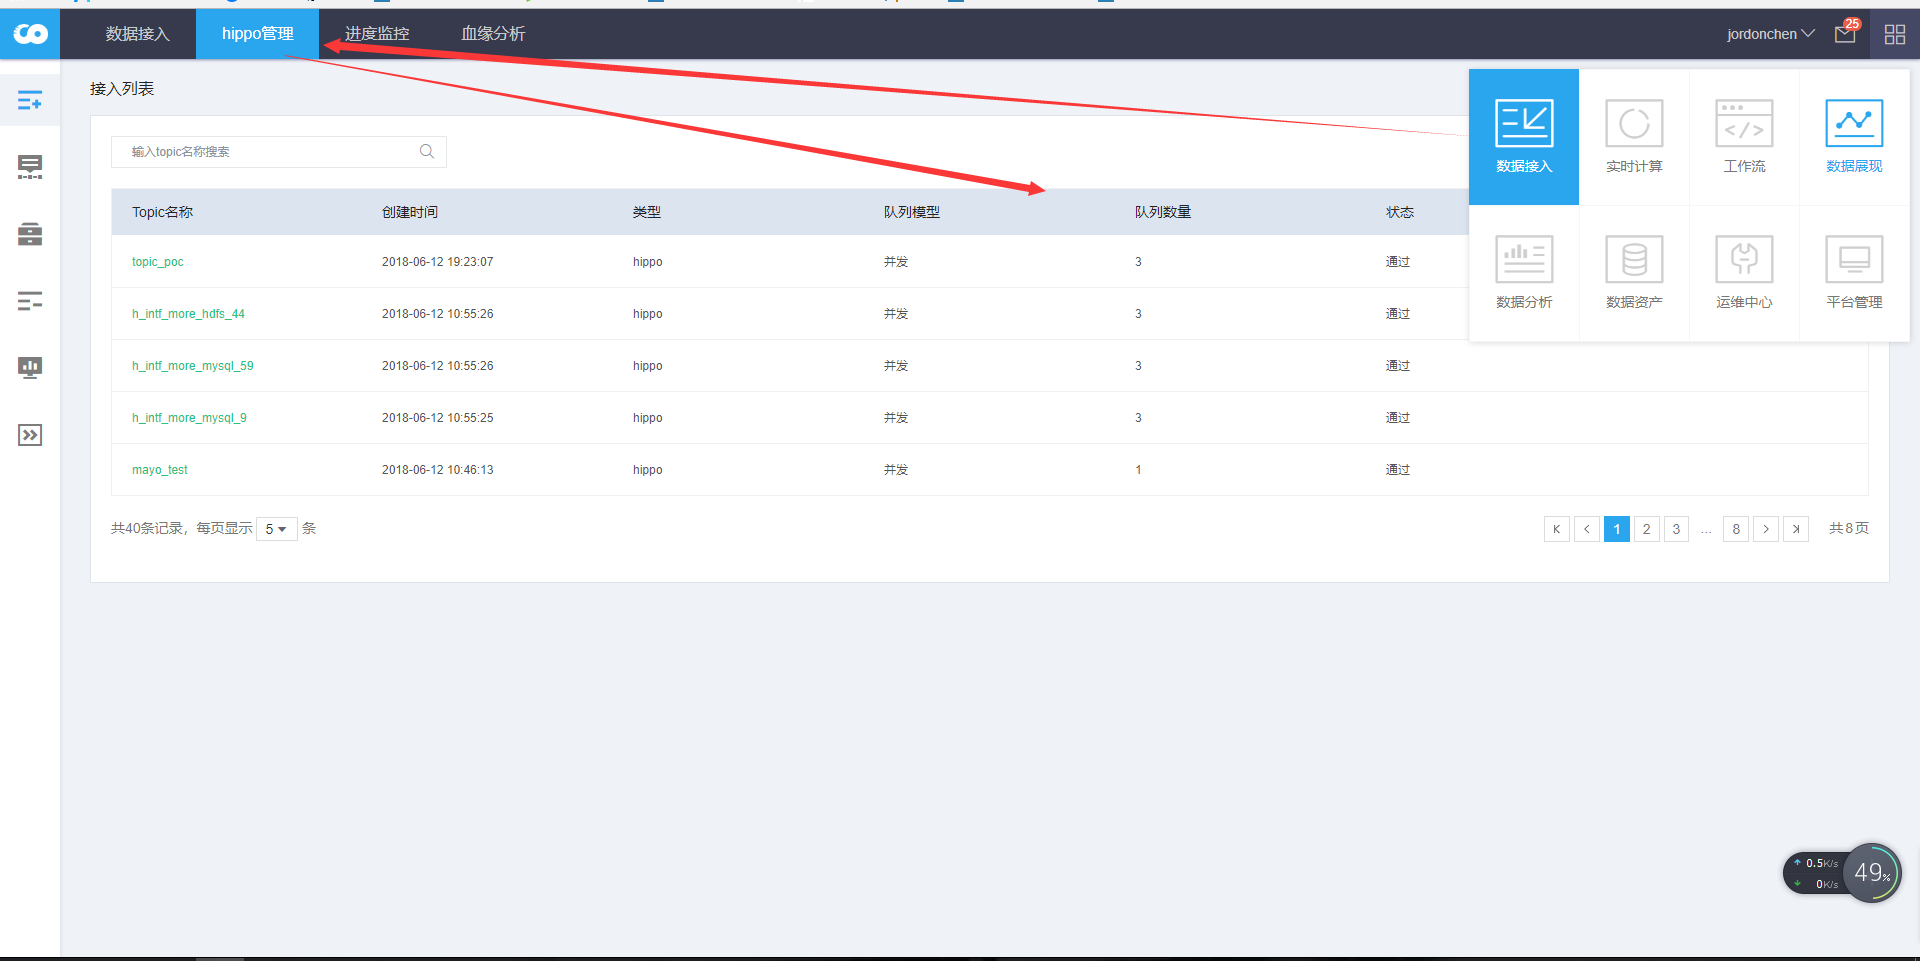 数据接入 hippo管理 进度监控 血缘分析 jordonchen 25
接入列表
数据接入 实时计算 工作流 数据展现
数据分析 数据资产 运维中心 平台管理
输入topic名称搜索
Topic名称 创建时间 类型 队列模型 队列数量 状态
topic_poc 2018-06-12 19:23:07 hippo 并发 3 通过
h_intf_more_hdfs_44 2018-06-12 10:55:26 hippo 并发 3 通过
h_intf_more_mysql_59 2018-06-12 10:55:26 hippo 并发 3 通过
h_intf_more_mysql_9 2018-06-12 10:55:25 hippo 并发 3 通过
mayo_test 2018-06-12 10:46:13 hippo 并发 1 通过
共40条记录，每页显示 5 条 1 2 3 ... 8 共8页
0.5K/s
0K/s
49%